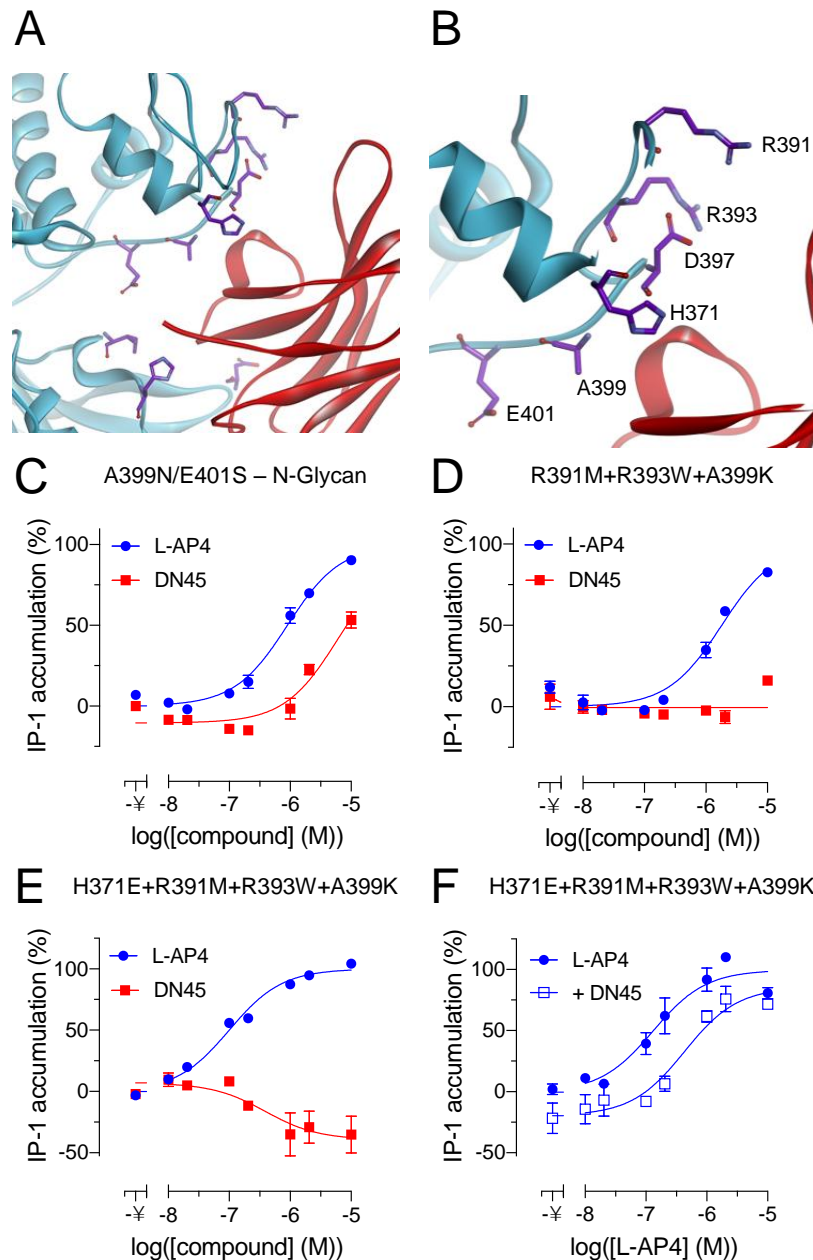 A
B
R391
R393
D397
H371
A399
E401
C
A399N/E401S – N-Glycan
IP-1 accumulation (%)
100
50
0
L-AP4
DN45
-¥
-8
-7
-6
-5
log([compound] (M))
D
R391M+R393W+A399K
IP-1 accumulation (%)
100
50
0
L-AP4
DN45
-¥
-8
-7
-6
-5
log([compound] (M))
E
H371E+R391M+R393W+A399K
IP-1 accumulation (%)
100
50
0
-50
L-AP4
DN45
-¥
-8
-7
-6
-5
log([compound] (M))
F
H371E+R391M+R393W+A399K
IP-1 accumulation (%)
100
50
0
-50
L-AP4
+ DN45
-¥
-8
-7
-6
-5
log([L-AP4] (M))